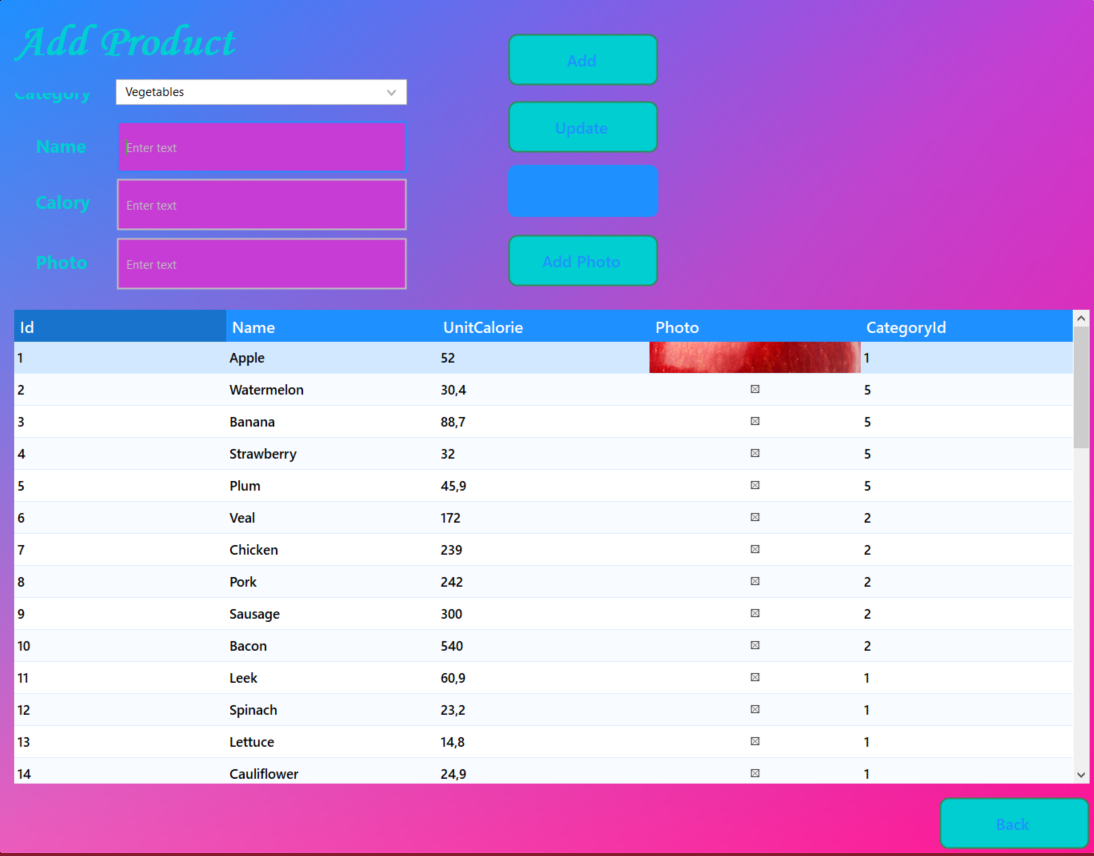 Add Product
Category Vegetables
Name Enter text
Calory Enter text
Photo Enter text
Add
Update
Add Photo
Id Name UnitCalorie Photo CategoryId
1 Apple 52 1
2 Watermelon 30,4 5
3 Banana 88,7 5
4 Strawberry 32 5
5 Plum 45,9 5
6 Veal 172 2
7 Chicken 239 2
8 Pork 242 2
9 Sausage 300 2
10 Bacon 540 2
11 Leek 60,9 1
12 Spinach 23,2 1
13 Lettuce 14,8 1
14 Cauliflower 24,9 1
Back